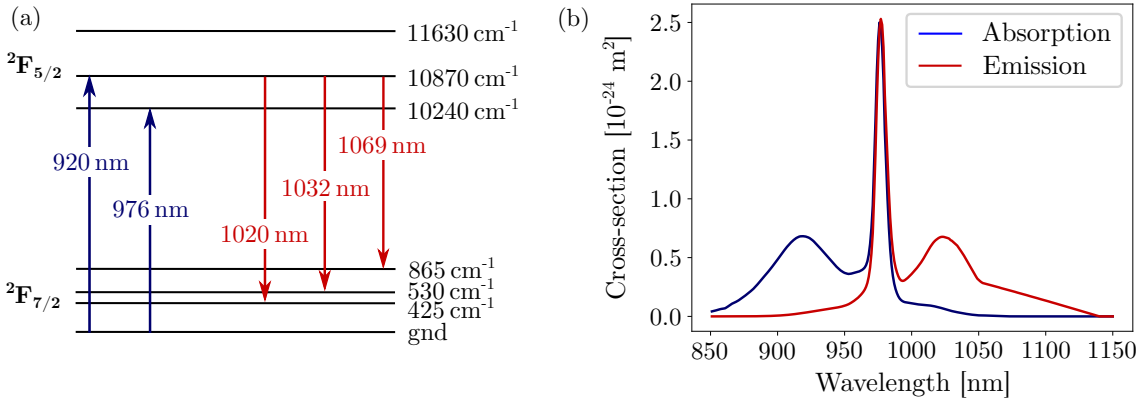 (a)
11630 cm⁻¹
²F₅/₂
10870 cm⁻¹
10240 cm⁻¹
920 nm
976 nm
1069 nm
1032 nm
1020 nm
865 cm⁻¹
²F₇/₂
530 cm⁻¹
425 cm⁻¹
gnd
(b)
Absorption
Emission
Cross-section [10⁻²⁴ m²]
2.5
2.0
1.5
1.0
0.5
0.0
850 900 950 1000 1050 1100 1150
Wavelength [nm]